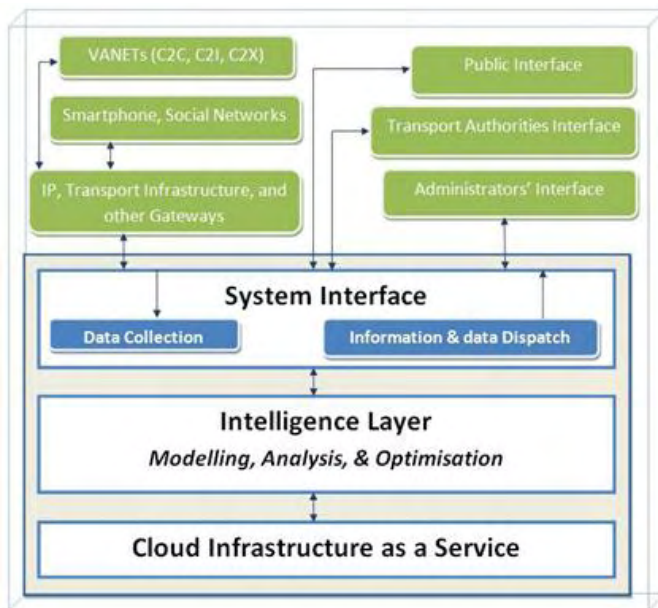 VANETs (C2C, C2I, C2X)
Smartphone, Social Networks
IP, Transport Infrastructure, and
other Gateways
Public Interface
Transport Authorities Interface
Administrators' Interface
System Interface
Data Collection
Information & data Dispatch
Intelligence Layer
Modelling, Analysis, & Optimisation
Cloud Infrastructure as a Service